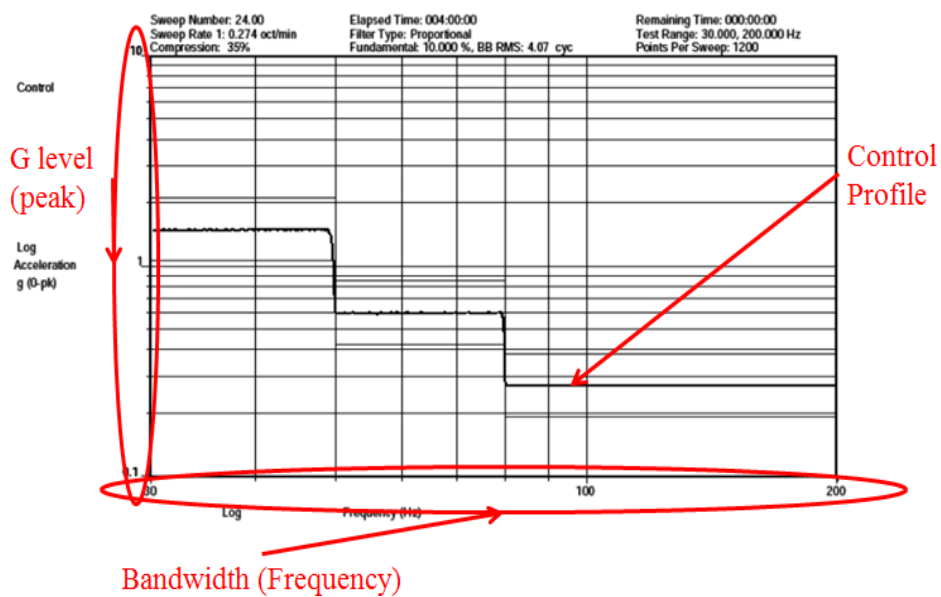 Sweep Number: 24.00 Elapsed Time: 004:00:00 Remaining Time: 000:00:00
Sweep Rate 1: 0.274 oct/min Filter Type: Proportional Test Range: 30.000, 200.000 Hz
Compression: 35% Fundamental: 10.000 %, BB RMS: 4.07 cyc Points Per Sweep: 1200
10
Control
G level
(peak)
Control
Profile
Log
Acceleration
g (0-pk)
1
0.1
30 100 200
Log Frequency (Hz)
Bandwidth (Frequency)